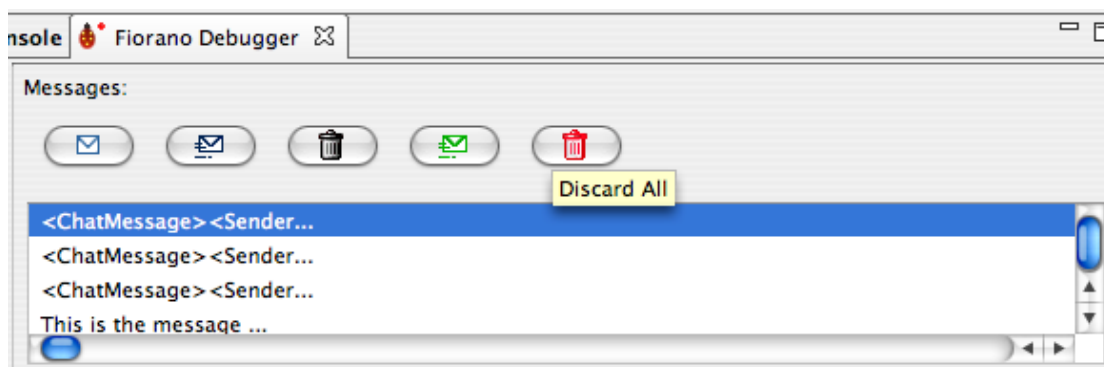 nsole Fiorano Debugger
Messages:
Discard All
<ChatMessage><Sender...
<ChatMessage><Sender...
<ChatMessage><Sender...
This is the message ...